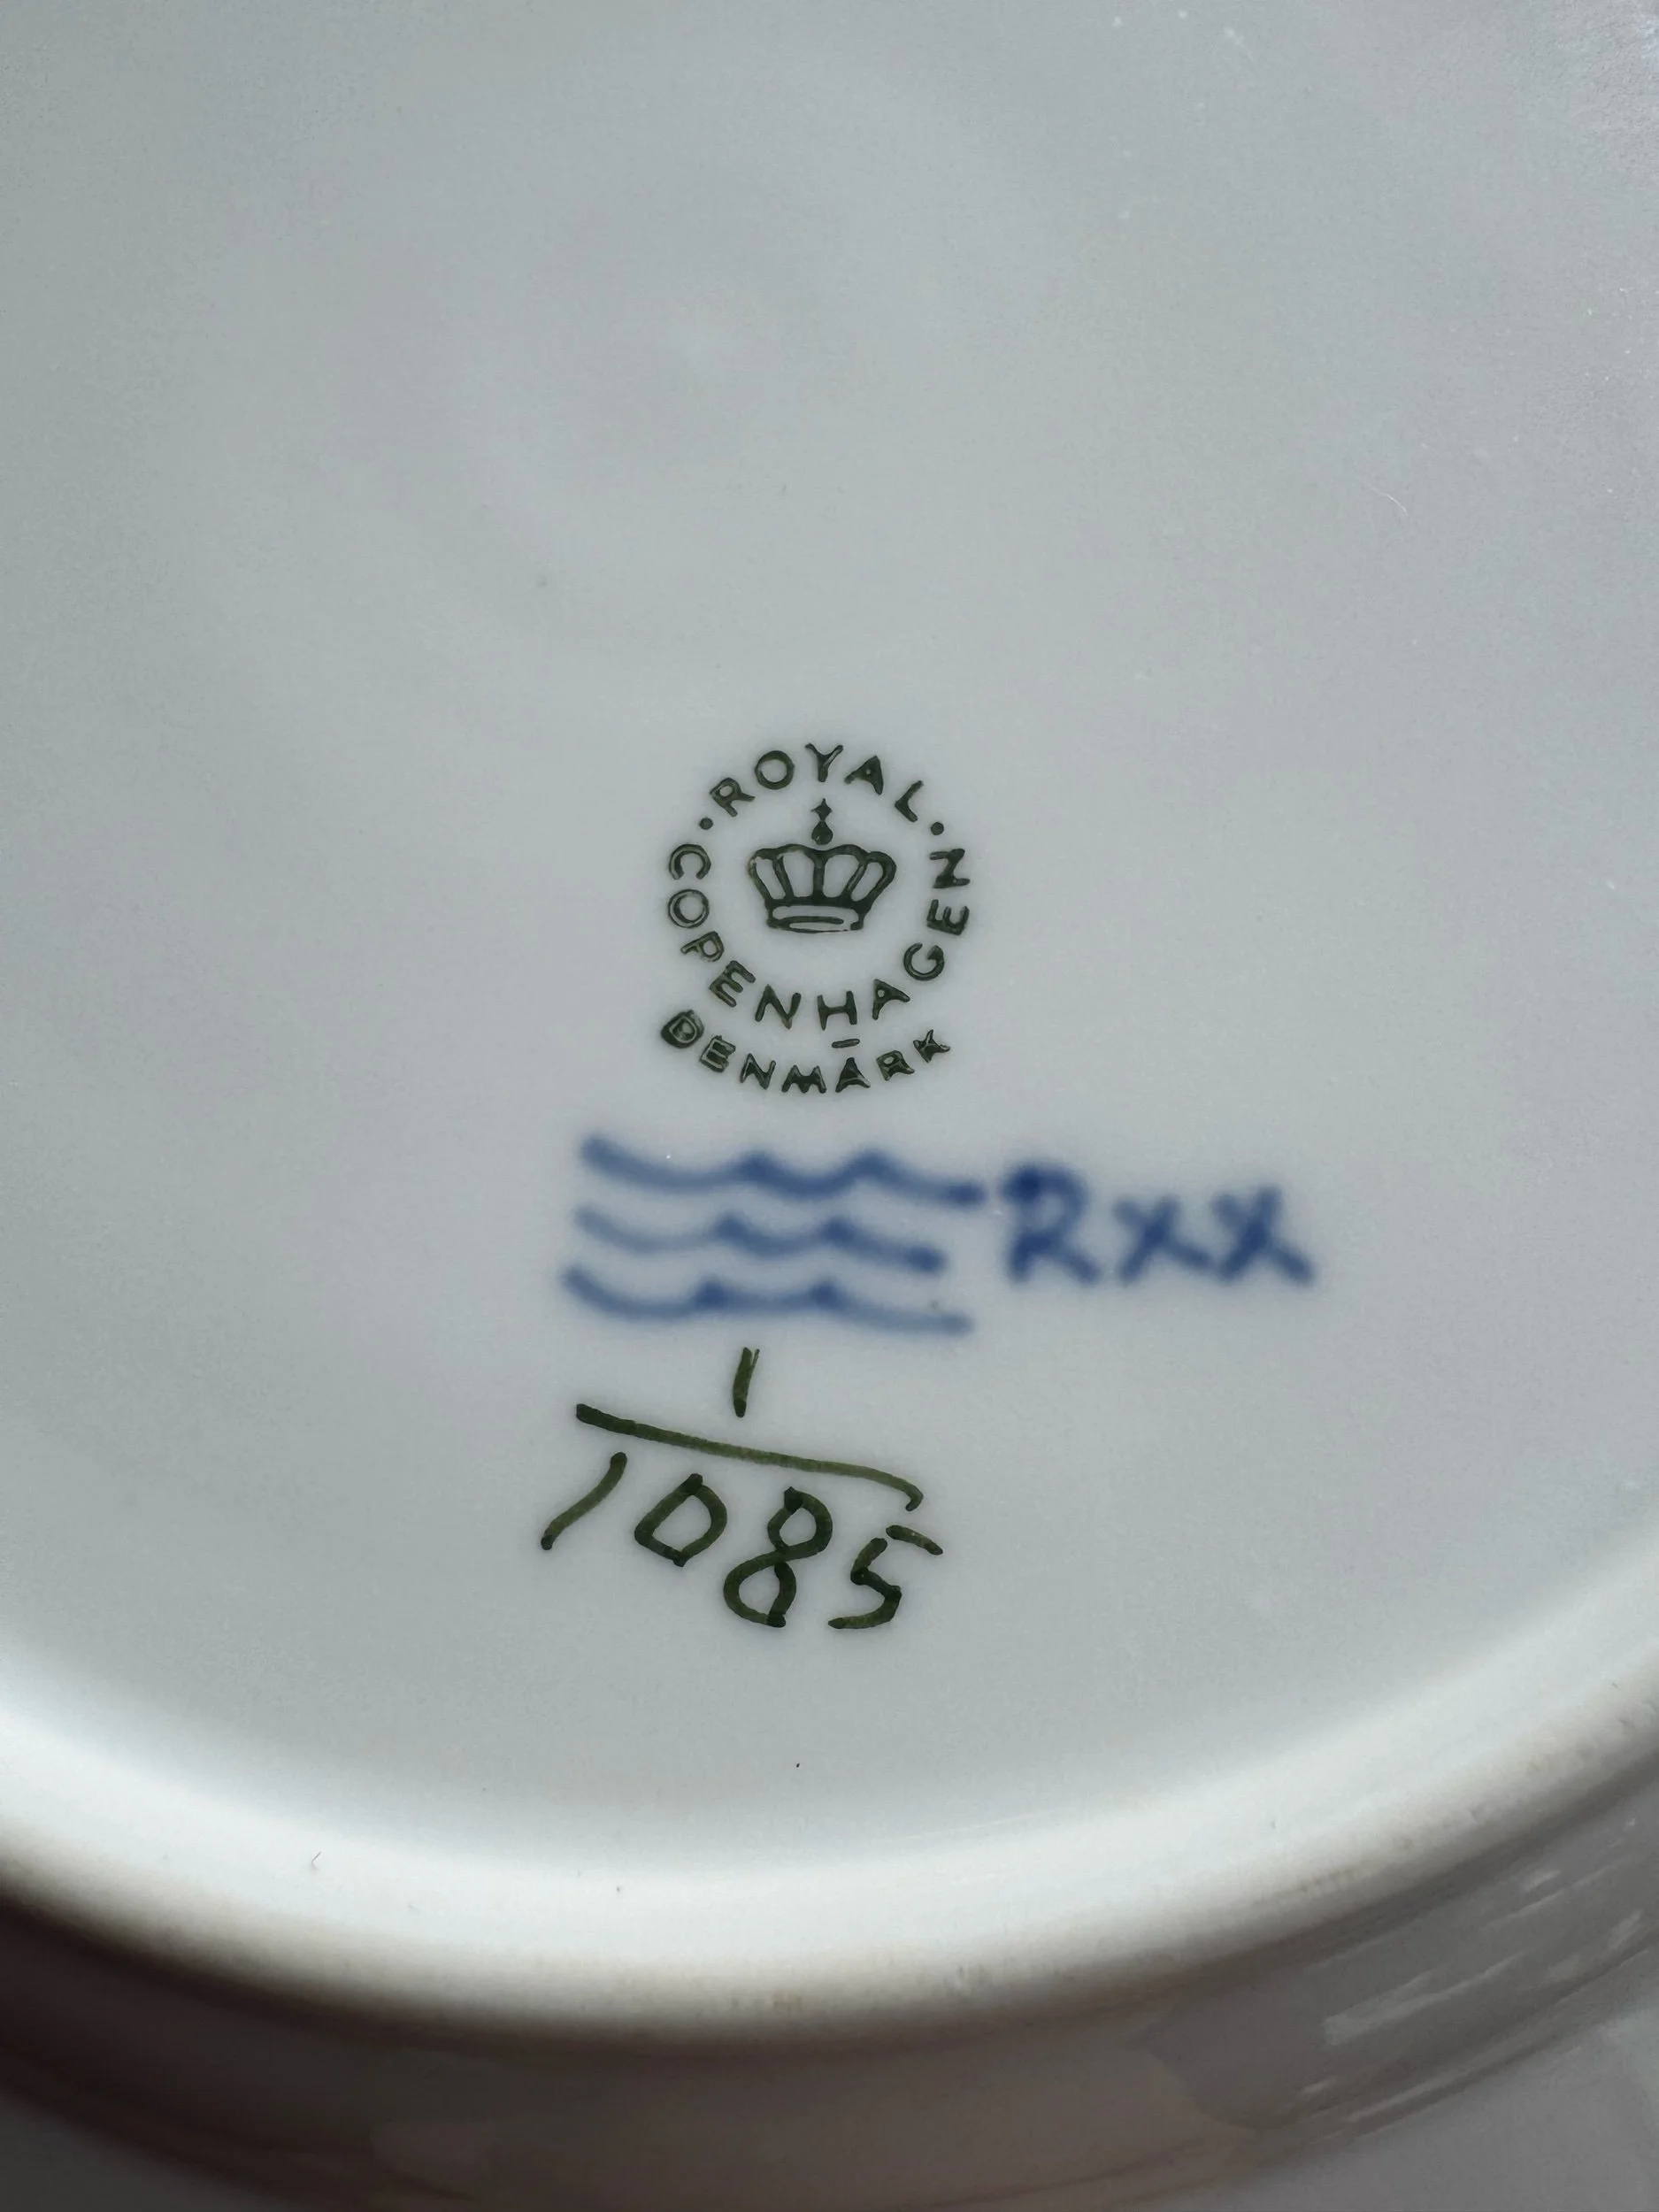 · ROYAL ·
COPENHAGEN
DENMARK
Rxx
1
1085